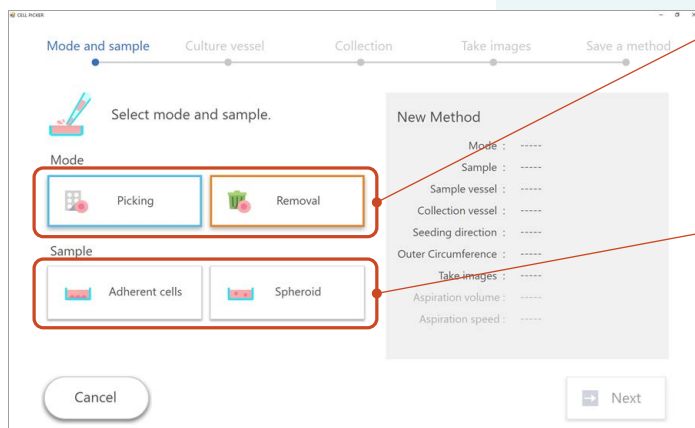 CELL PICKER
Mode and sample
Culture vessel
Collection
Take images
Save a method
Select mode and sample.
Mode
Picking
Removal
Sample
Adherent cells
Spheroid
New Method
Mode : -----
Sample : -----
Sample vessel : -----
Collection vessel : -----
Seeding direction : -----
Outer Circumference : -----
Take images : -----
Aspiration volume : -----
Aspiration speed : -----
Cancel
Next